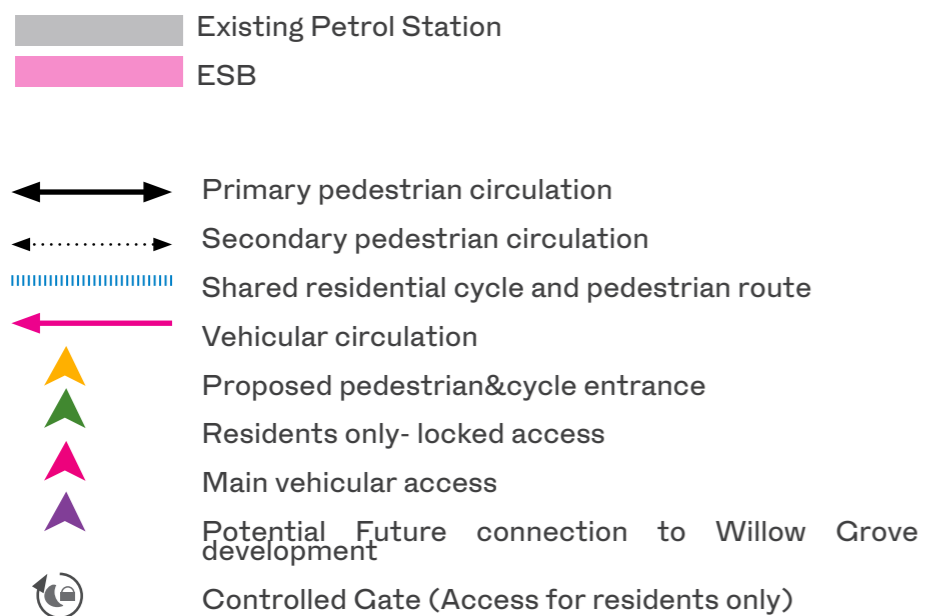 Existing Petrol Station
ESB
Primary pedestrian circulation
Secondary pedestrian circulation
Shared residential cycle and pedestrian route
Vehicular circulation
Proposed pedestrian&cycle entrance
Residents only- locked access
Main vehicular access
Potential Future connection to Willow Grove
development
Controlled Gate (Access for residents only)